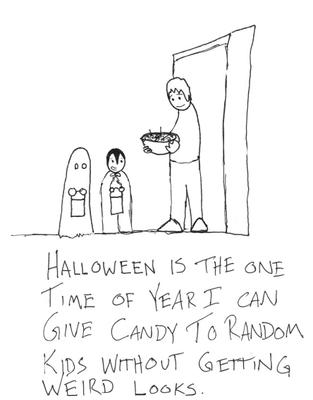 HALLOWEEN IS THE ONE
TIME OF YEAR I CAN
GIVE CANDY TO RANDOM
KIDS WITHOUT GETTING
WEIRD LOOKS.